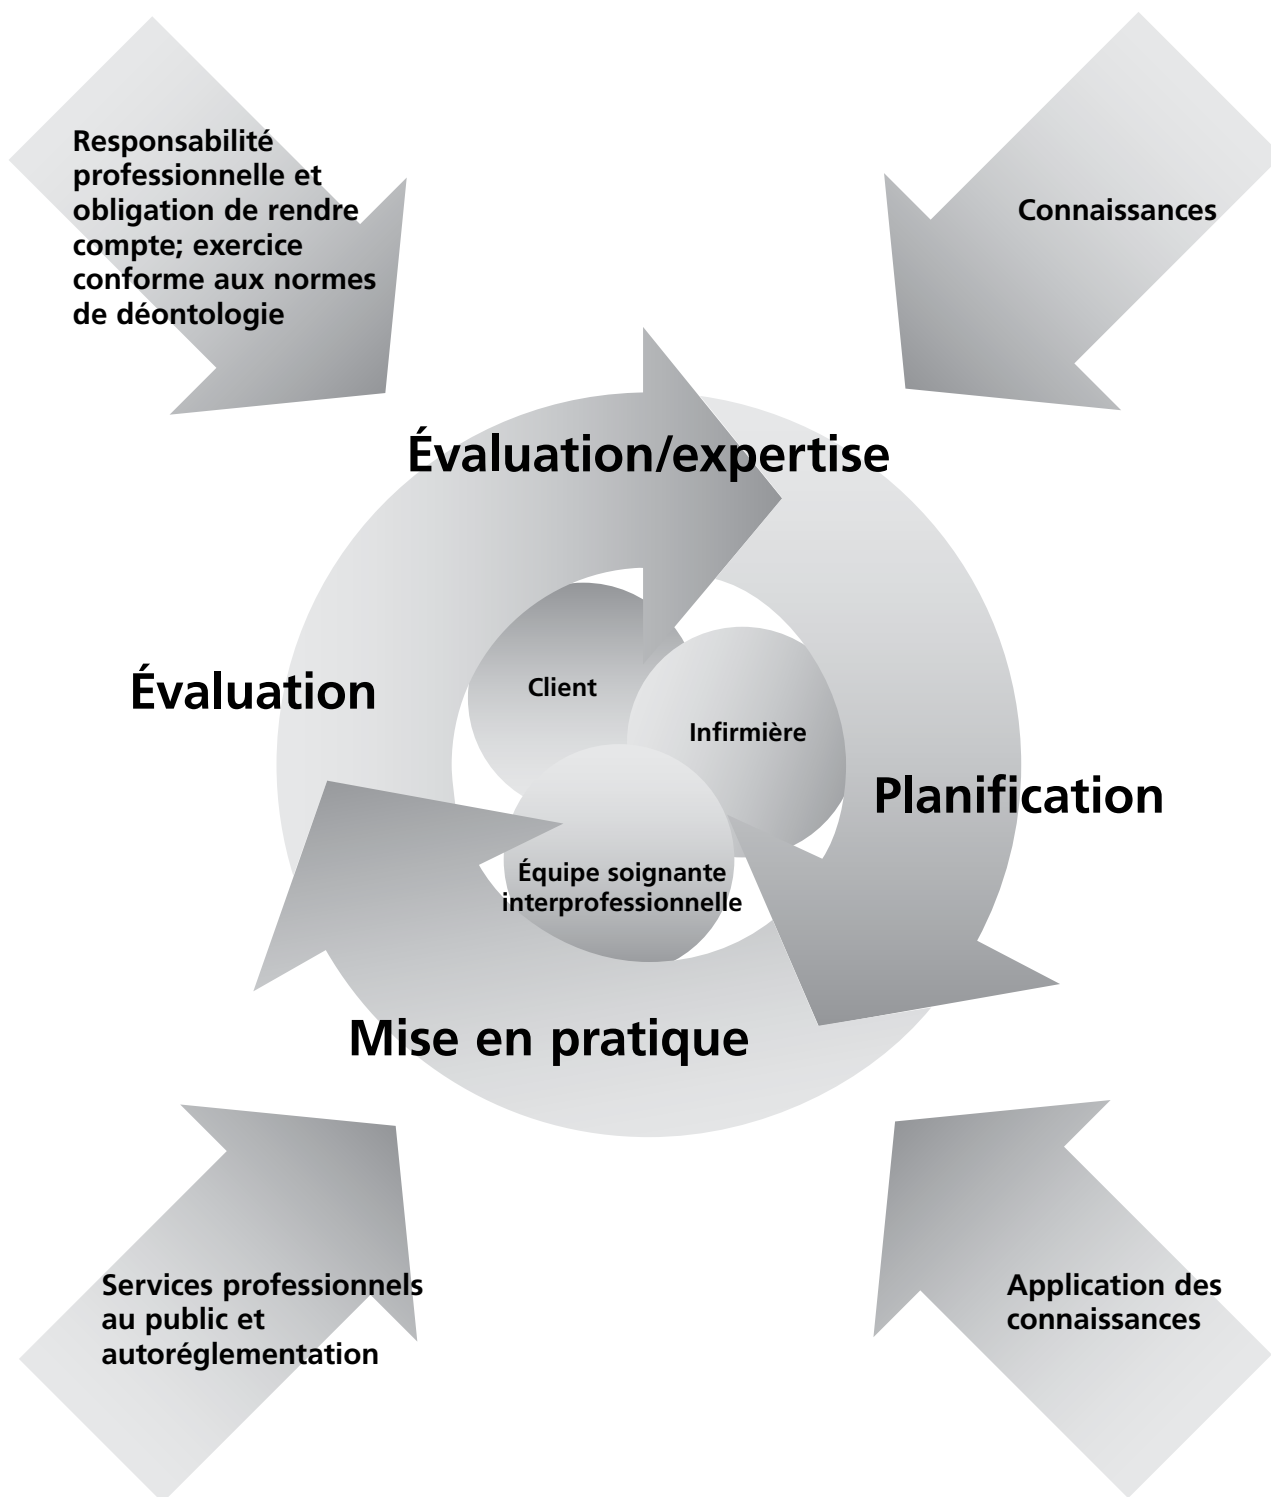 Responsabilité
professionnelle et
obligation de rendre
compte; exercice
conforme aux normes
de déontologie
Connaissances
Évaluation/expertise
Évaluation
Client
Infirmière
Planification
Équipe soignante
interprofessionnelle
Mise en pratique
Services professionnels
au public et
autoréglementation
Application des
connaissances